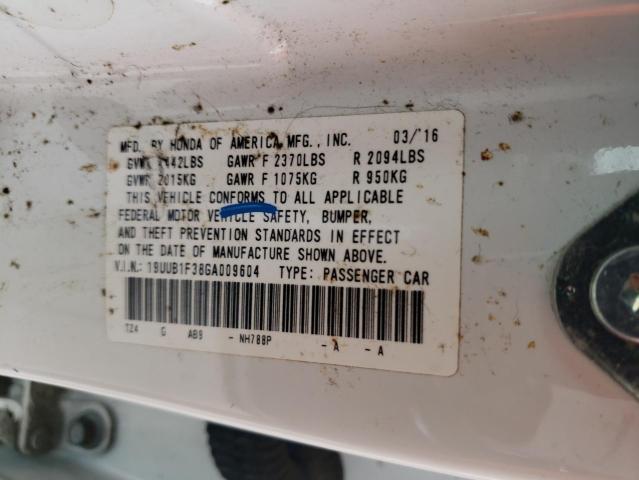 MFD. BY HONDA OF AMERICA MFG., INC. 03/'16
GVWR 4442LBS GAWR F 2370LBS R 2094LBS
GVWR 2015KG GAWR F 1075KG R 950KG
THIS VEHICLE CONFORMS TO ALL APPLICABLE
FEDERAL MOTOR VEHICLE SAFETY, BUMPER,
AND THEFT PREVENTION STANDARDS IN EFFECT
ON THE DATE OF MANUFACTURE SHOWN ABOVE.
V.I.N.: 19UUB1F38GA009604 TYPE: PASSENGER CAR
T24 G AB9 - NH788P - A - A